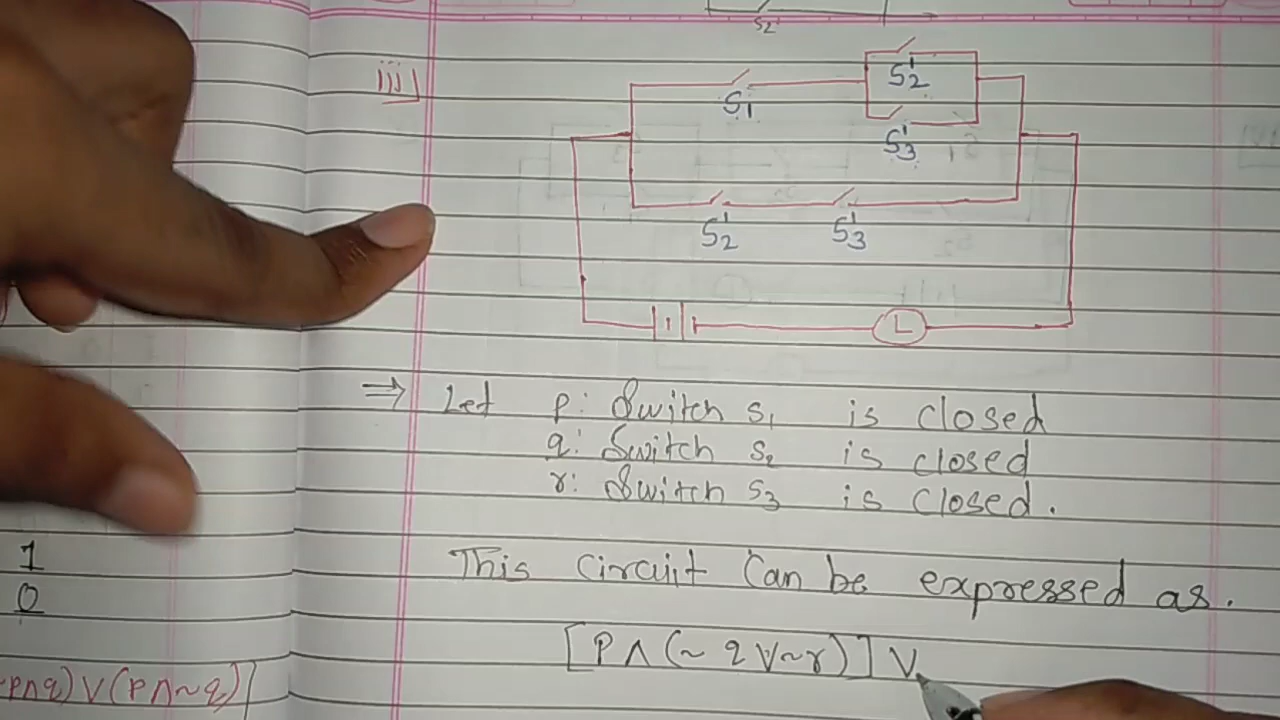 S2'
iii]
S1
S2'
S3'
S2'
S3'
L
⇒ Let p: Switch S1 is closed
q: Switch S2 is closed
r: Switch S3 is closed.
1
0
This circuit can be expressed as.
[P∧(~q∨~r)]∨
p∧q)∨(p∧~q)]